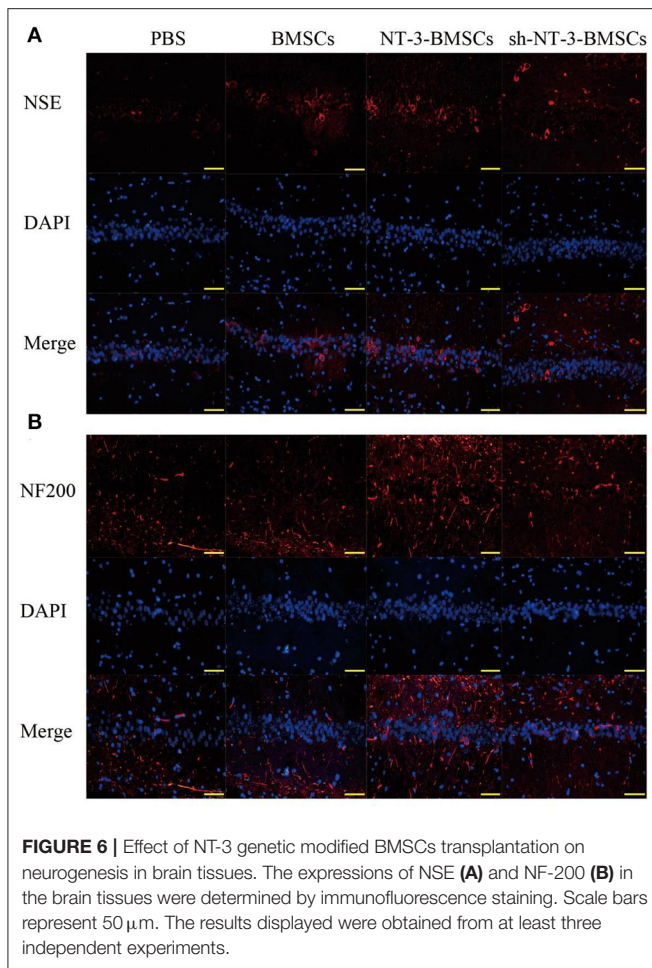 A
PBS BMSCs NT-3-BMSCs sh-NT-3-BMSCs
NSE
DAPI
Merge
B
NF200
DAPI
Merge
FIGURE 6 | Effect of NT-3 genetic modified BMSCs transplantation on
neurogenesis in brain tissues. The expressions of NSE (A) and NF-200 (B) in
the brain tissues were determined by immunofluorescence staining. Scale bars
represent 50 μm. The results displayed were obtained from at least three
independent experiments.